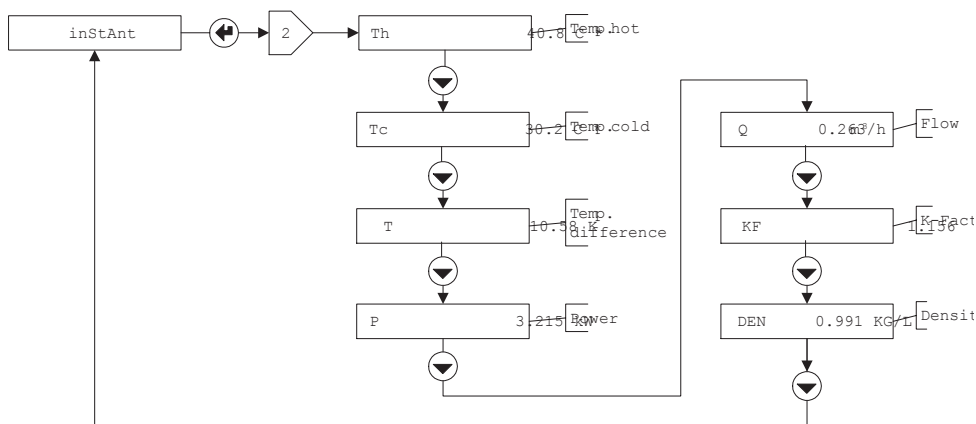 inStAnt
2
Th 40.8 C
Temp.hot
Tc 30.2 C
Temp.cold
T 10.58 K
Temp.
difference
P 3.215 KW
Power
Q 0.263 m³/h
Flow
KF 1.156
K-Fact
DEN 0.991 KG/L
Densit